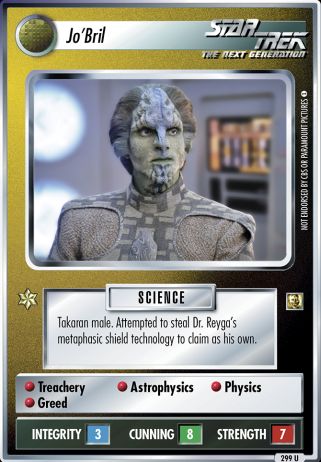 Jo'Bril
STAR TREK
THE NEXT GENERATION
NOT ENDORSED BY CBS OR PARAMOUNT PICTURES
SCIENCE
Takaran male. Attempted to steal Dr. Reyga's
metaphasic shield technology to claim as his own.
Treachery Astrophysics Physics
Greed
INTEGRITY 3 CUNNING 8 STRENGTH 7
299 U